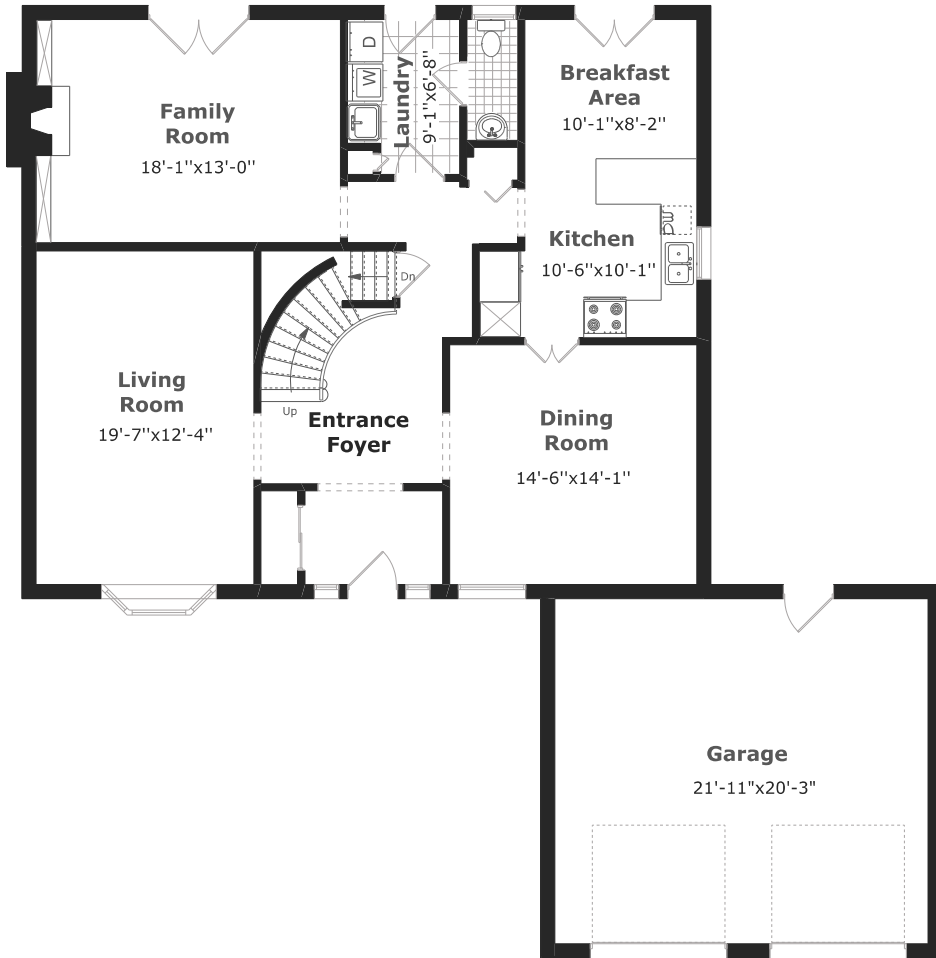 Family
Room
18'-1''x13'-0''
D
W
Laundry
9'-1''x6'-8''
Breakfast
Area
10'-1''x8'-2''
Kitchen
10'-6''x10'-1''
Dn
Up
Living
Room
19'-7''x12'-4''
Entrance
Foyer
Dining
Room
14'-6''x14'-1''
Garage
21'-11"x20'-3"